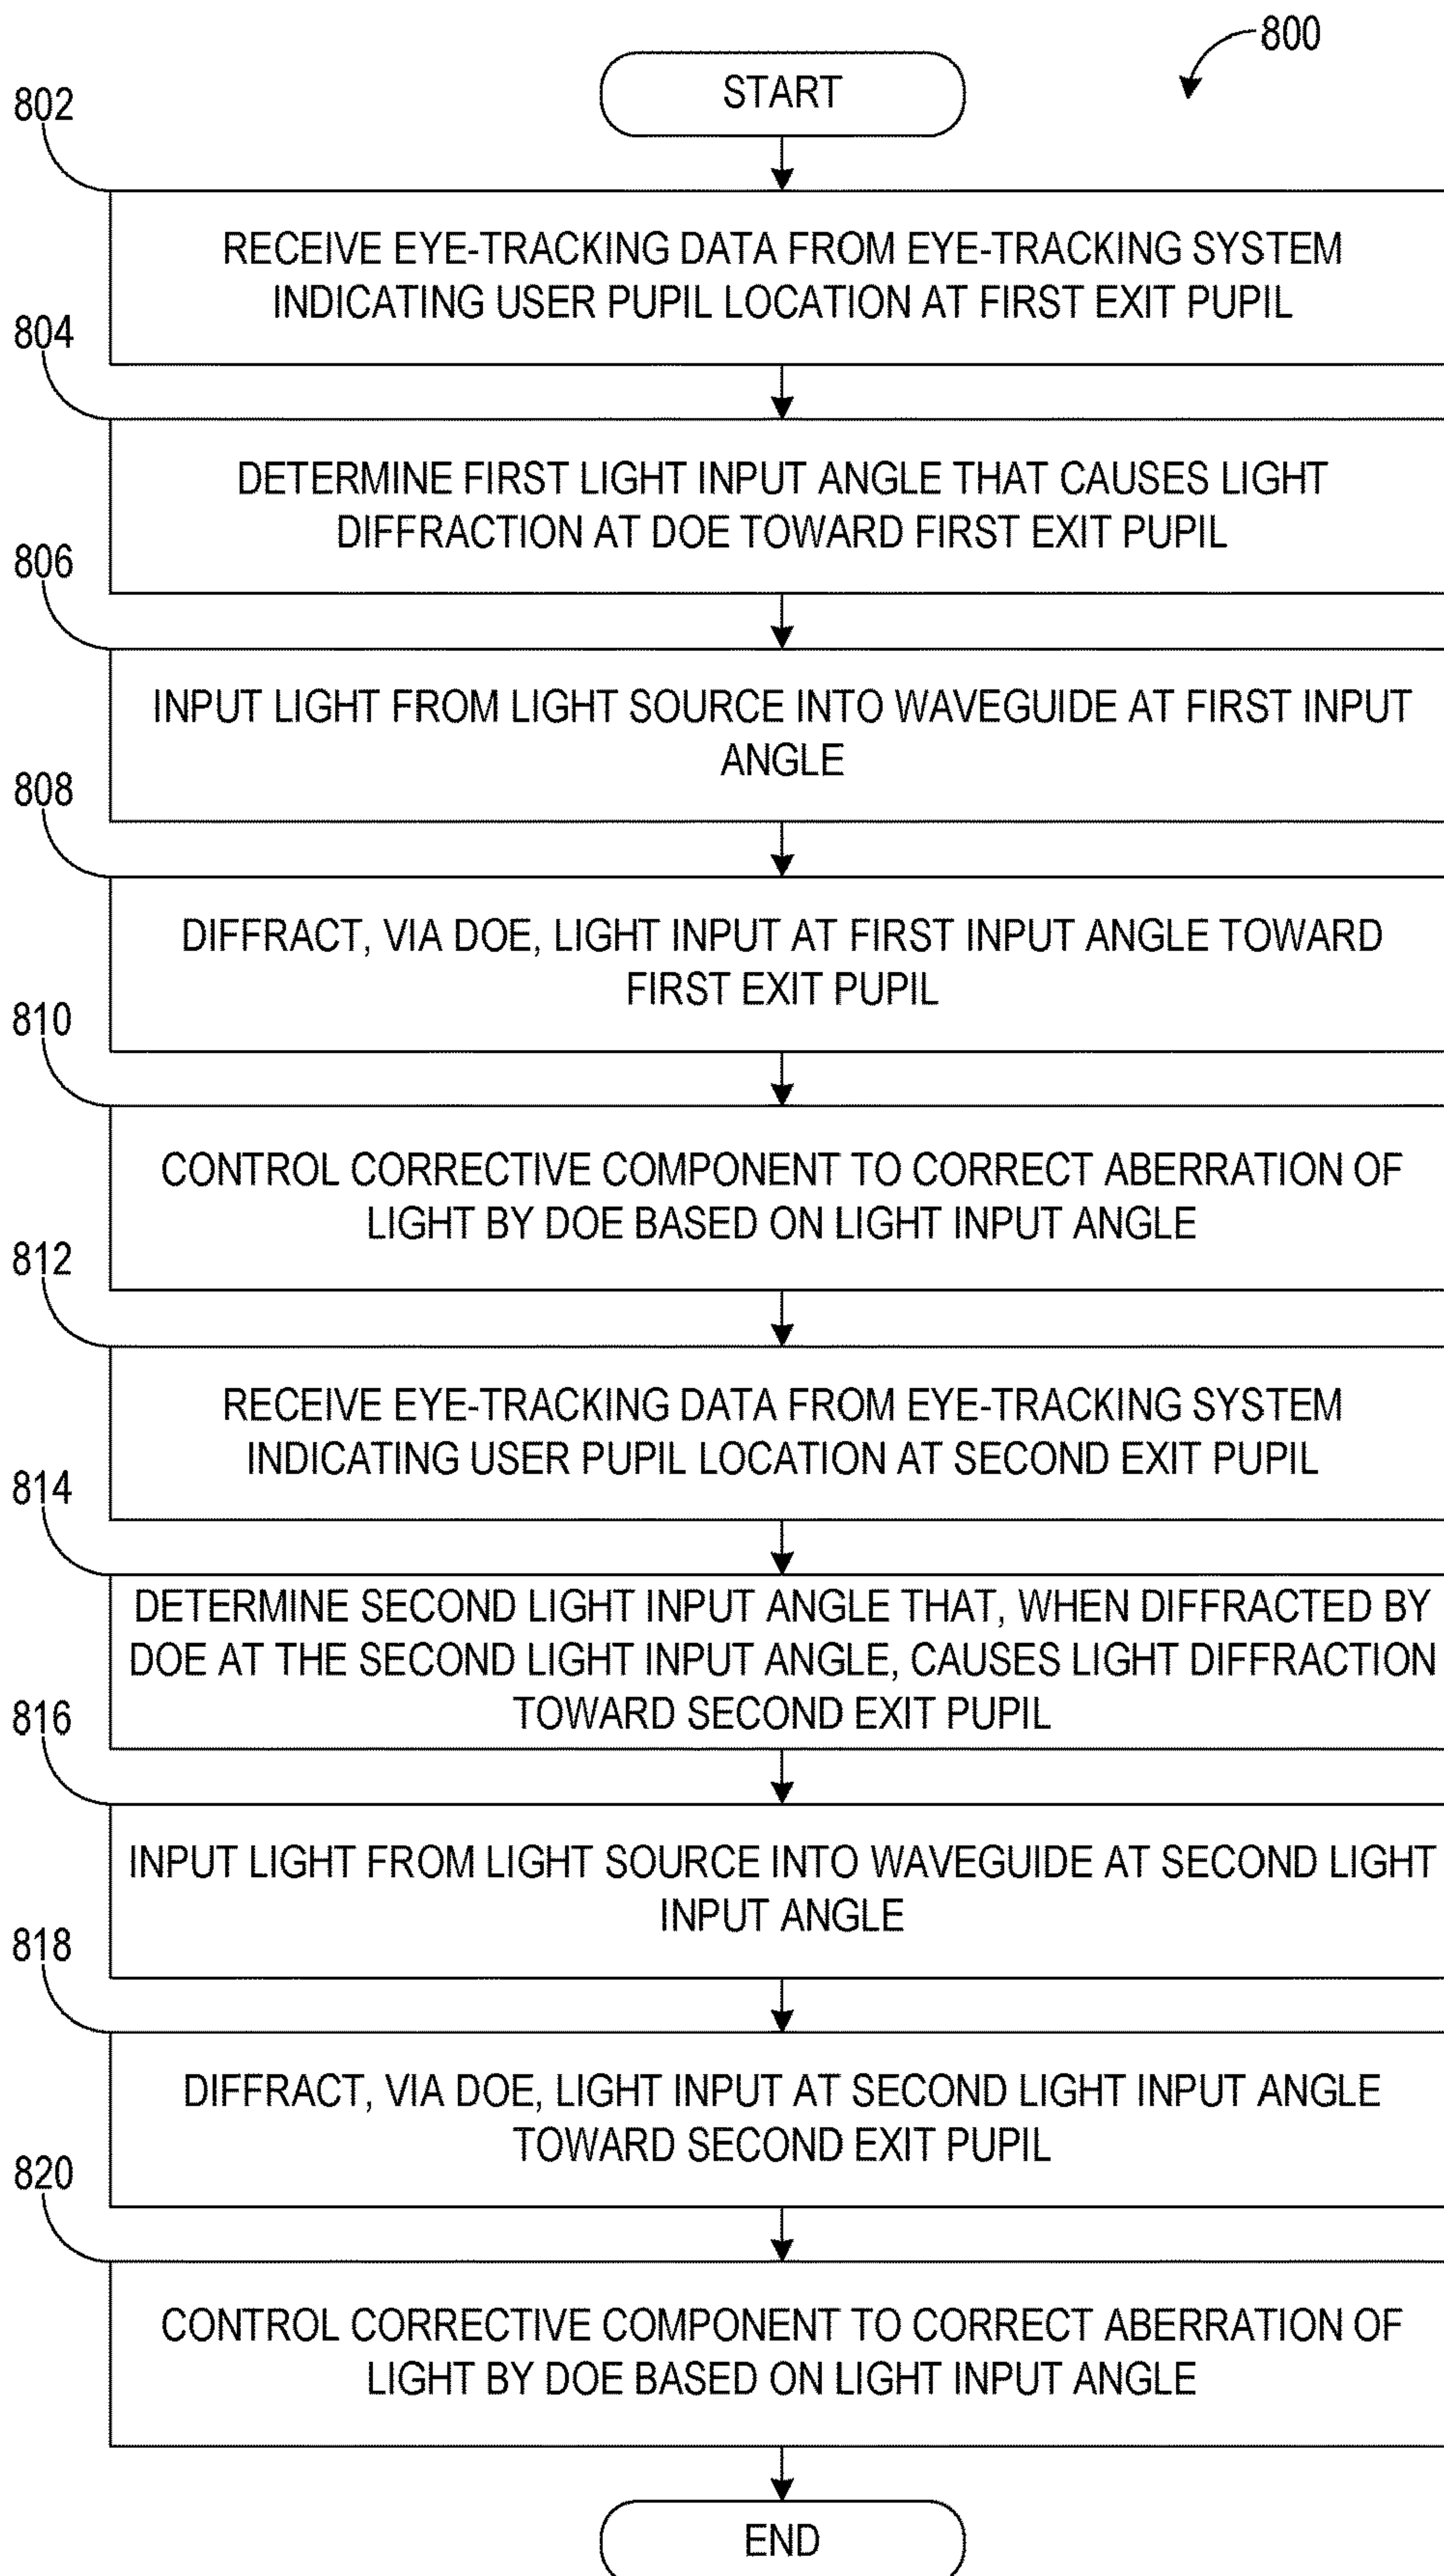 800
START
802
RECEIVE EYE-TRACKING DATA FROM EYE-TRACKING SYSTEM
INDICATING USER PUPIL LOCATION AT FIRST EXIT PUPIL
804
DETERMINE FIRST LIGHT INPUT ANGLE THAT CAUSES LIGHT
DIFFRACTION AT DOE TOWARD FIRST EXIT PUPIL
806
INPUT LIGHT FROM LIGHT SOURCE INTO WAVEGUIDE AT FIRST INPUT
ANGLE
808
DIFFRACT, VIA DOE, LIGHT INPUT AT FIRST INPUT ANGLE TOWARD
FIRST EXIT PUPIL
810
CONTROL CORRECTIVE COMPONENT TO CORRECT ABERRATION OF
LIGHT BY DOE BASED ON LIGHT INPUT ANGLE
812
RECEIVE EYE-TRACKING DATA FROM EYE-TRACKING SYSTEM
INDICATING USER PUPIL LOCATION AT SECOND EXIT PUPIL
814
DETERMINE SECOND LIGHT INPUT ANGLE THAT, WHEN DIFFRACTED BY
DOE AT THE SECOND LIGHT INPUT ANGLE, CAUSES LIGHT DIFFRACTION
TOWARD SECOND EXIT PUPIL
816
INPUT LIGHT FROM LIGHT SOURCE INTO WAVEGUIDE AT SECOND LIGHT
INPUT ANGLE
818
DIFFRACT, VIA DOE, LIGHT INPUT AT SECOND LIGHT INPUT ANGLE
TOWARD SECOND EXIT PUPIL
820
CONTROL CORRECTIVE COMPONENT TO CORRECT ABERRATION OF
LIGHT BY DOE BASED ON LIGHT INPUT ANGLE
END